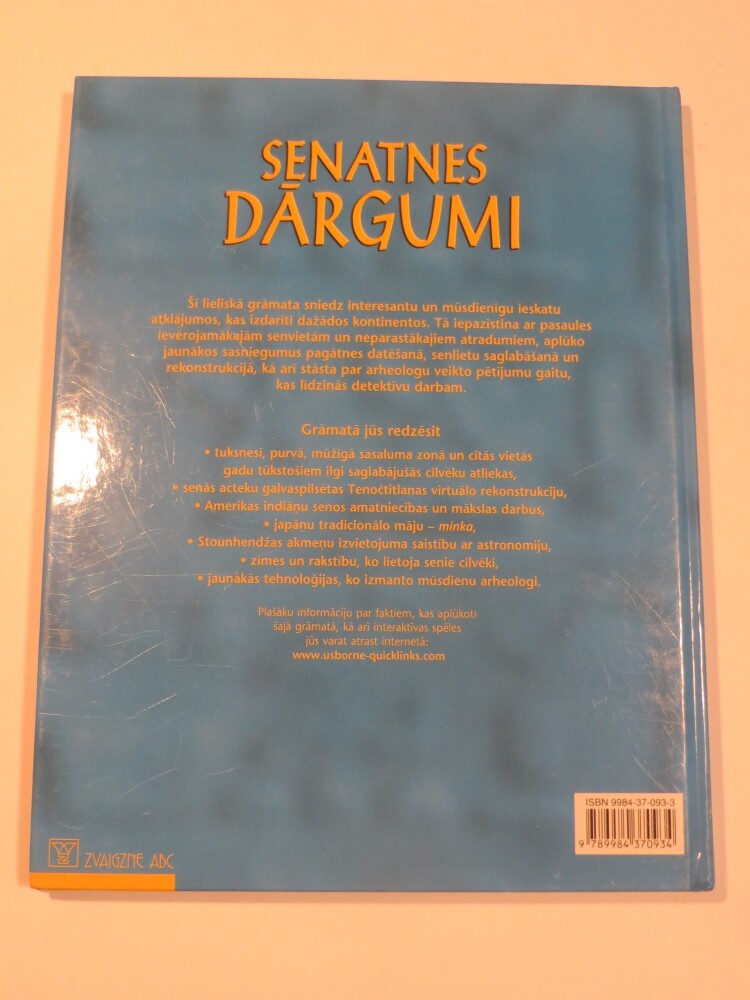 SENATNES
DĀRGUMI
Šī lieliskā grāmata sniedz interesantu un mūsdienīgu ieskatu
atklājumos, kas izdarīti dažādos kontinentos. Tā iepazīstina ar pasaules
ievērojamākajām senvietām un neparastākajiem atradumiem, aplūko
jaunākos sasniegumus pagātnes datēšanā, senlietu saglabāšanā un
rekonstrukcijā, kā arī stāsta par arheologu veikto pētījumu gaitu,
kas līdzinās detektīvu darbam.
Grāmatā jūs redzēsit
• tuksnesī, purvā, mūžīgā sasaluma zonā un citās vietās
gadu tūkstošiem ilgi saglabājušās cilvēku atliekas,
• senās acteku galvaspilsētas Tenočtitlanas virtuālo rekonstrukciju,
• Amerikas indiāņu senos amatniecības un mākslas darbus,
• japāņu tradicionālo māju – minka,
• Stounhendžas akmeņu izvietojuma saistību ar astronomiju,
• zīmes un rakstību, ko lietoja senie cilvēki,
• jaunākās tehnoloģijas, ko izmanto mūsdienu arheologi.
Plašāku informāciju par faktiem, kas aplūkoti
šajā grāmatā, kā arī interaktīvas spēles
jūs varat atrast internetā:
www.usborne-quicklinks.com
ISBN 9984-37-093-3
9 789984 370934
ZVAIGZNE ABC